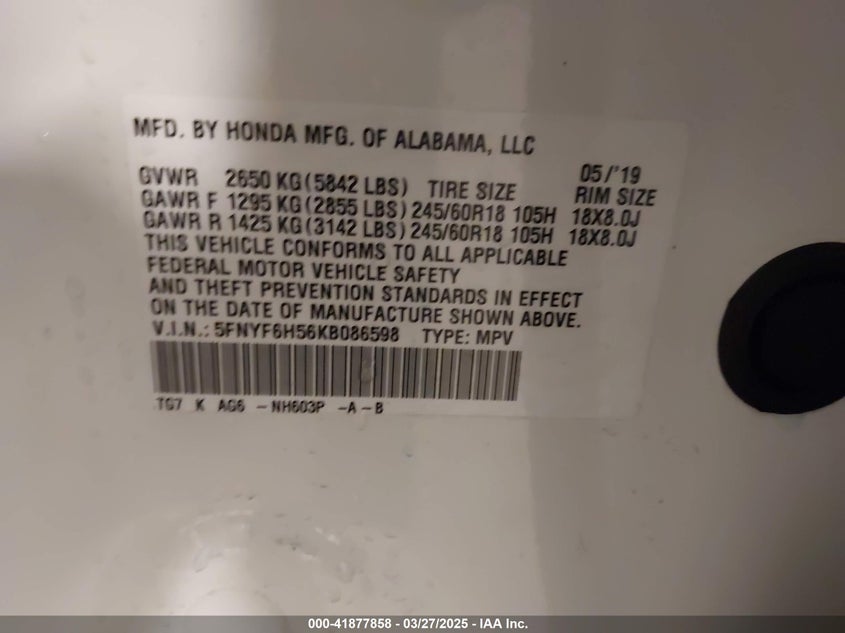 MFD. BY HONDA MFG. OF ALABAMA, LLC
05/'19
GVWR 2650 KG(5842 LBS) TIRE SIZE RIM SIZE
GAWR F 1295 KG(2855 LBS) 245/60R18 105H 18X8.0J
GAWR R 1425 KG(3142 LBS) 245/60R18 105H 18X8.0J
THIS VEHICLE CONFORMS TO ALL APPLICABLE
FEDERAL MOTOR VEHICLE SAFETY
AND THEFT PREVENTION STANDARDS IN EFFECT
ON THE DATE OF MANUFACTURE SHOWN ABOVE.
V.I.N.: 5FNYF6H56KB086598 TYPE: MPV
TG7 K AG6 -NH603P -A-B
000-41877858 - 03/27/2025 - IAA Inc.